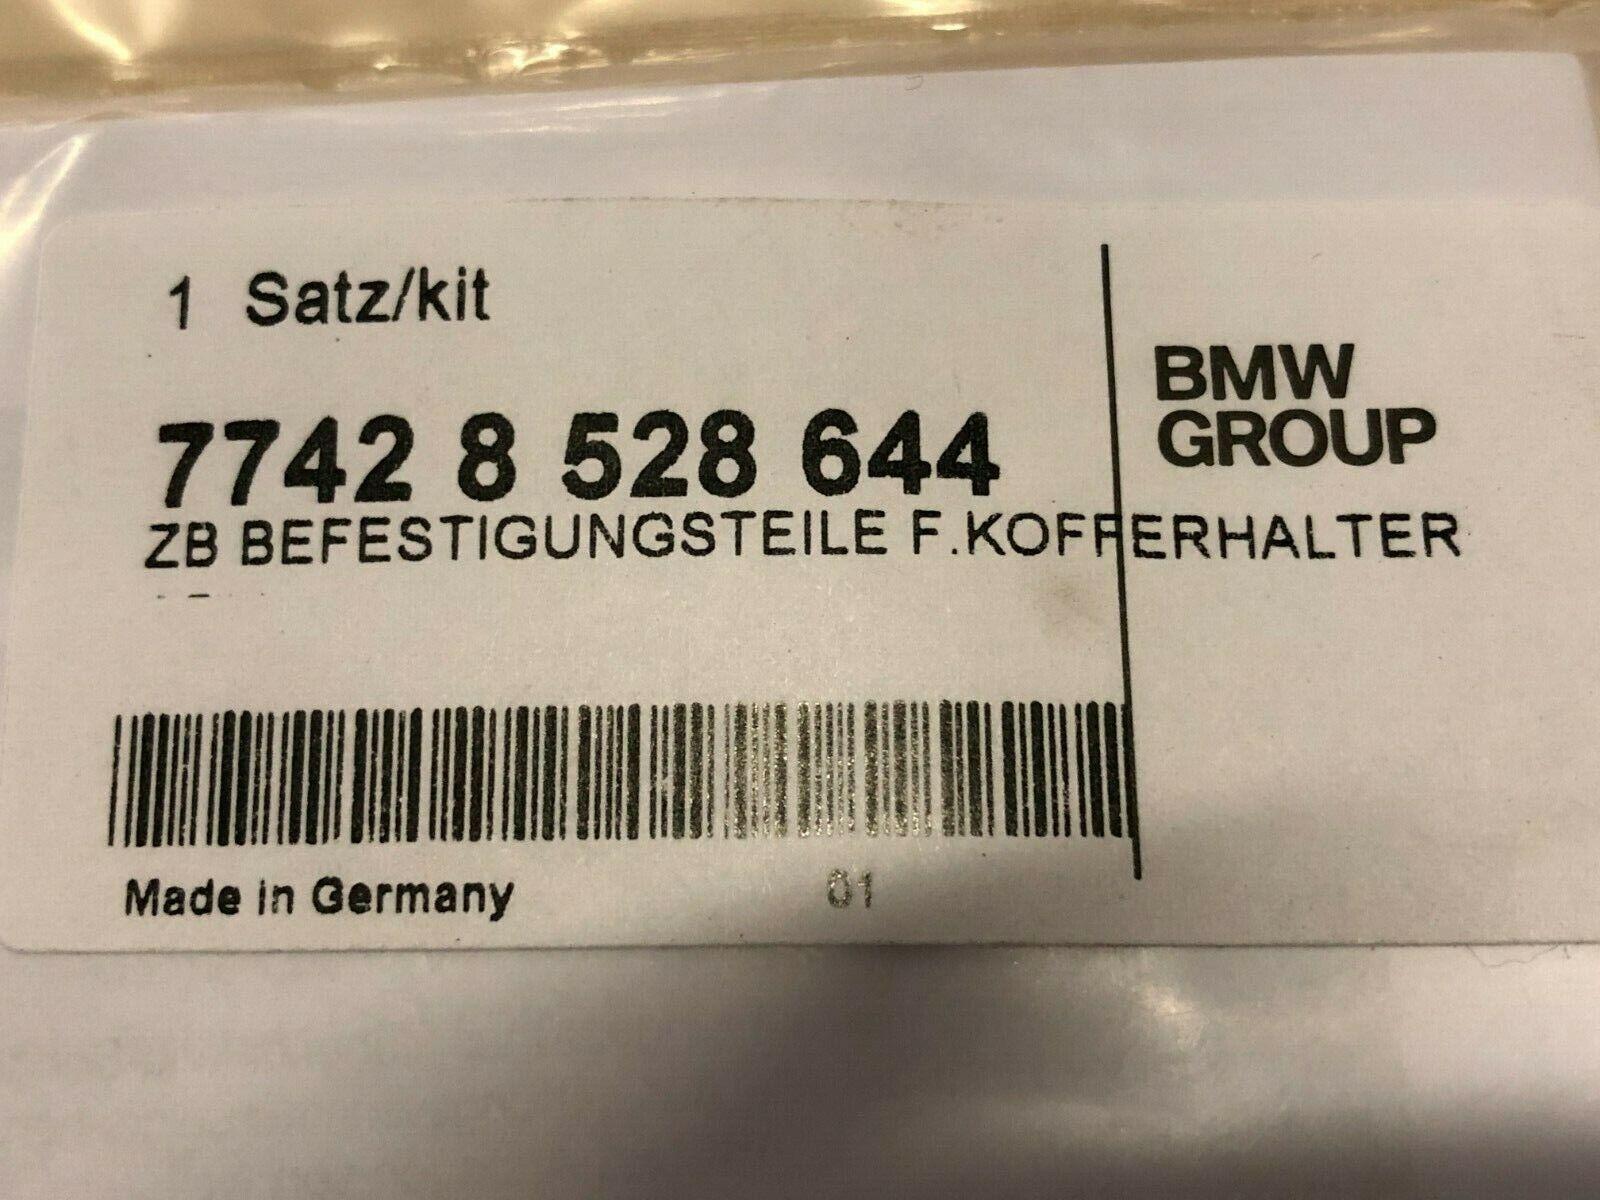 1 Satz/kit
7742 8 528 644
ZB BEFESTIGUNGSTEILE F.KOFFERHALTER
Made in Germany
01
BMW
GROUP